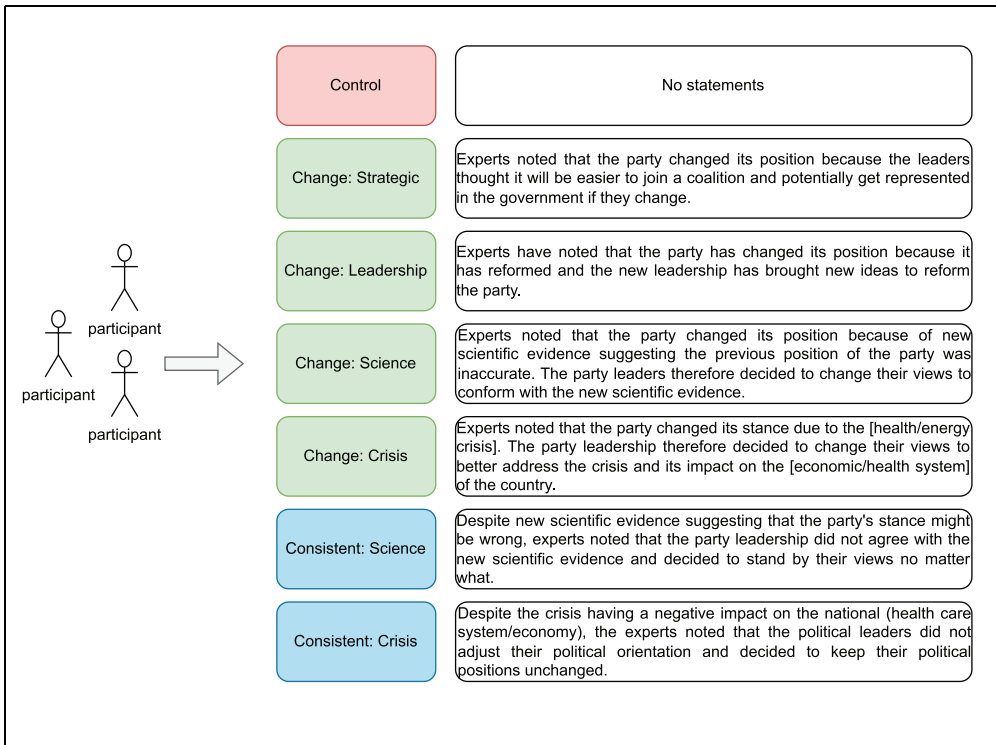 Control
No statements
Change: Strategic
Experts noted that the party changed its position because the leaders
thought it will be easier to join a coalition and potentially get represented
in the government if they change.
Change: Leadership
Experts have noted that the party has changed its position because it
has reformed and the new leadership has brought new ideas to reform
the party.
participant
participant
participant
Change: Science
Experts noted that the party changed its position because of new
scientific evidence suggesting the previous position of the party was
inaccurate. The party leaders therefore decided to change their views to
conform with the new scientific evidence.
Change: Crisis
Experts noted that the party changed its stance due to the [health/energy
crisis]. The party leadership therefore decided to change their views to
better address the crisis and its impact on the [economic/health system]
of the country.
Consistent: Science
Despite new scientific evidence suggesting that the party's stance might
be wrong, experts noted that the party leadership did not agree with the
new scientific evidence and decided to stand by their views no matter
what.
Consistent: Crisis
Despite the crisis having a negative impact on the national (health care
system/economy), the experts noted that the political leaders did not
adjust their political orientation and decided to keep their political
positions unchanged.